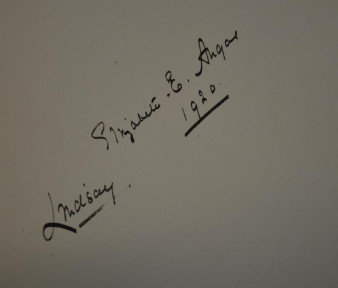 Elizabeth. E. Angas
1920.
Lindsay.